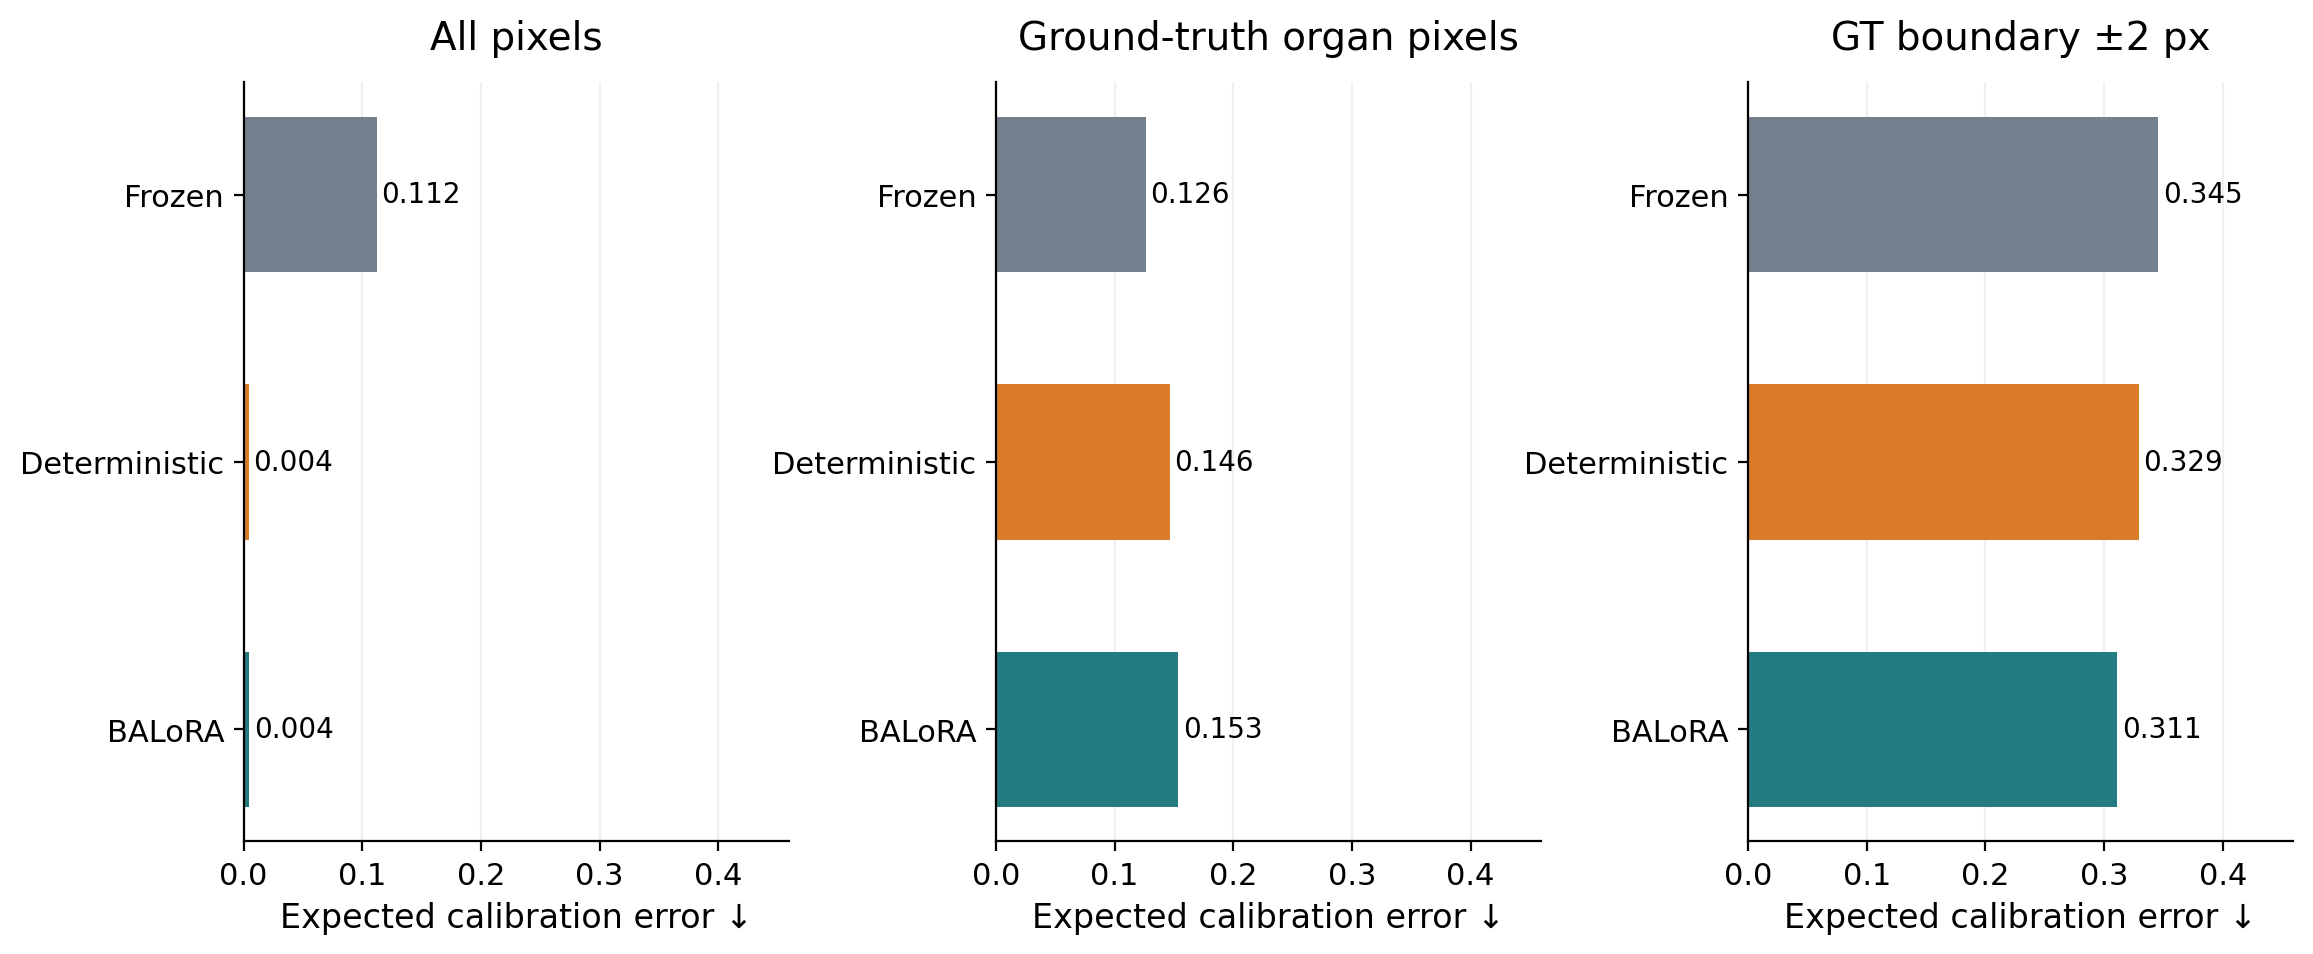 All pixels
Frozen
0.112
Deterministic
0.004
BALoRA
0.004
0.0 0.1 0.2 0.3 0.4
Expected calibration error ↓
Ground-truth organ pixels
Frozen
0.126
Deterministic
0.146
BALoRA
0.153
0.0 0.1 0.2 0.3 0.4
Expected calibration error ↓
GT boundary ±2 px
Frozen
0.345
Deterministic
0.329
BALoRA
0.311
0.0 0.1 0.2 0.3 0.4
Expected calibration error ↓